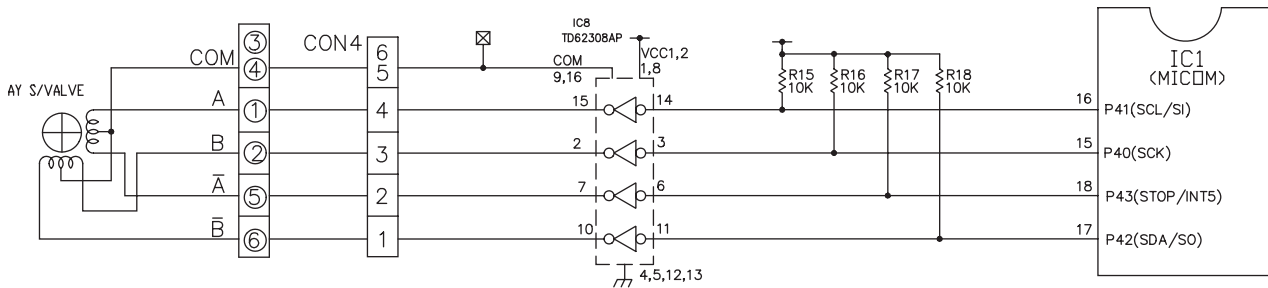 IC8
TD62308AP
VCC1,2
1,8
COM
9,16
COM
③
④
CON4
6
5
AY S/VALVE
A
①
4
15
14
B
②
3
2
3
A̅
⑤
2
7
6
B̅
⑥
1
10
11
4,5,12,13
R15
10K
R16
10K
R17
10K
R18
10K
IC1
(MICOM)
16
P41(SCL/SI)
15
P40(SCK)
18
P43(STOP/INT5)
17
P42(SDA/SO)